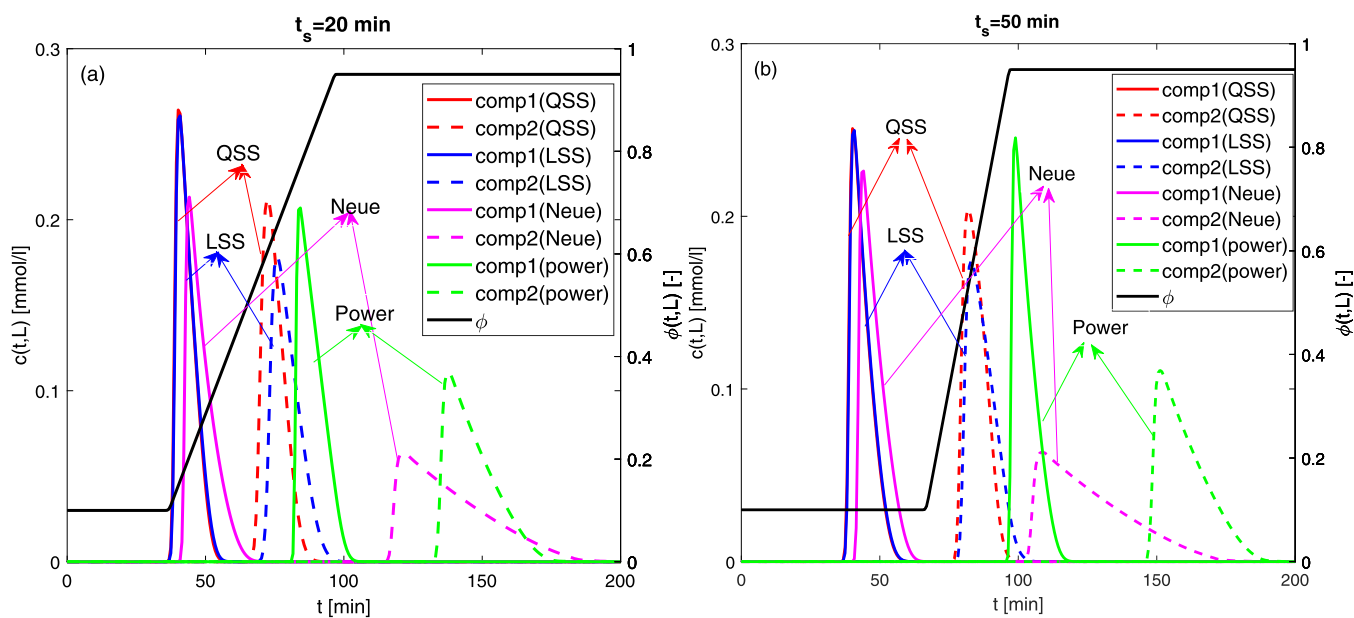 t_s=20 min
(a)
0.3
0.2
0.1
0
c(t,L) [mmol/l]
0
50
100
150
200
t [min]
1
0.8
0.6
0.4
0.2
0
ϕ(t,L) [-]
QSS
LSS
Neue
Power
comp1(QSS)
comp2(QSS)
comp1(LSS)
comp2(LSS)
comp1(Neue)
comp2(Neue)
comp1(power)
comp2(power)
ϕ
t_s=50 min
(b)
0.3
0.2
0.1
0
c(t,L) [mmol/l]
0
50
100
150
200
t [min]
1
0.8
0.6
0.4
0.2
0
ϕ(t,L) [-]
QSS
LSS
Neue
Power
comp1(QSS)
comp2(QSS)
comp1(LSS)
comp2(LSS)
comp1(Neue)
comp2(Neue)
comp1(power)
comp2(power)
ϕ